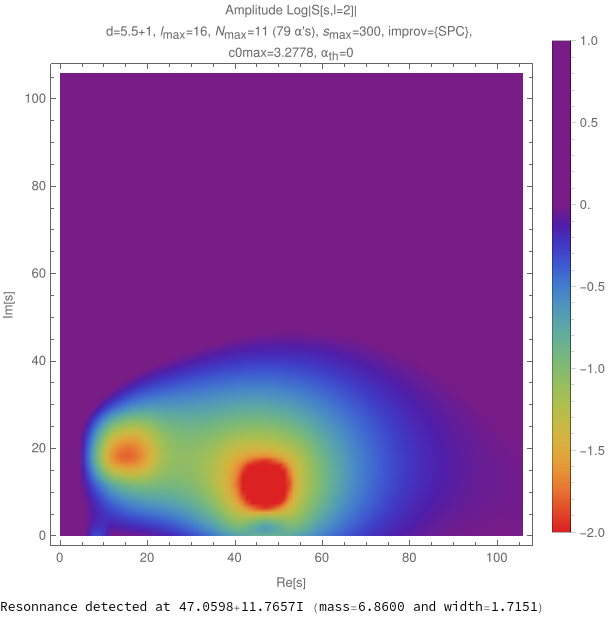 Amplitude Log|S[s,l=2]|
d=5.5+1, lmax=16, Nmax=11 (79 α's), smax=300, improv={SPC},
c0max=3.2778, αth=0
1.0
0.5
0.
−0.5
−1.0
−1.5
−2.0
100
80
60
40
20
0
Im[s]
0 20 40 60 80 100
Re[s]
Resonnance detected at 47.0598+11.7657I (mass=6.8600 and width=1.7151)